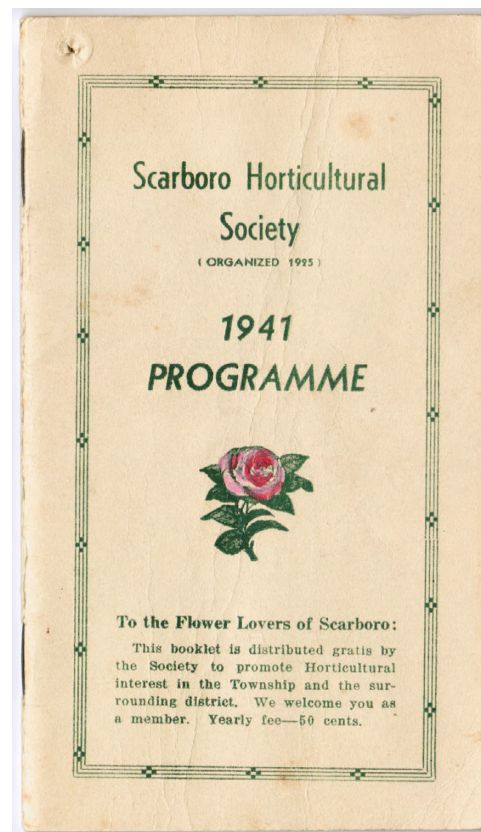 Scarboro Horticultural
Society
( ORGANIZED 1925 )
1941
PROGRAMME
To the Flower Lovers of Scarboro:
This booklet is distributed gratis by
the Society to promote Horticultural
interest in the Township and the sur-
rounding district. We welcome you as
a member. Yearly fee—50 cents.